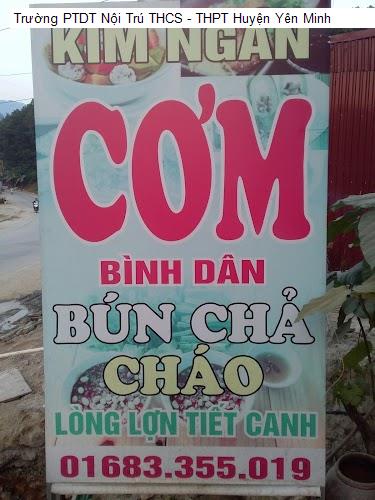 Trường PTDT Nội Trú THCS - THPT Huyện Yên Minh
KIM NGÂN
CƠM
BÌNH DÂN
BÚN CHẢ
CHÁO
LÒNG LỢN TIẾT CANH
01683.355.019